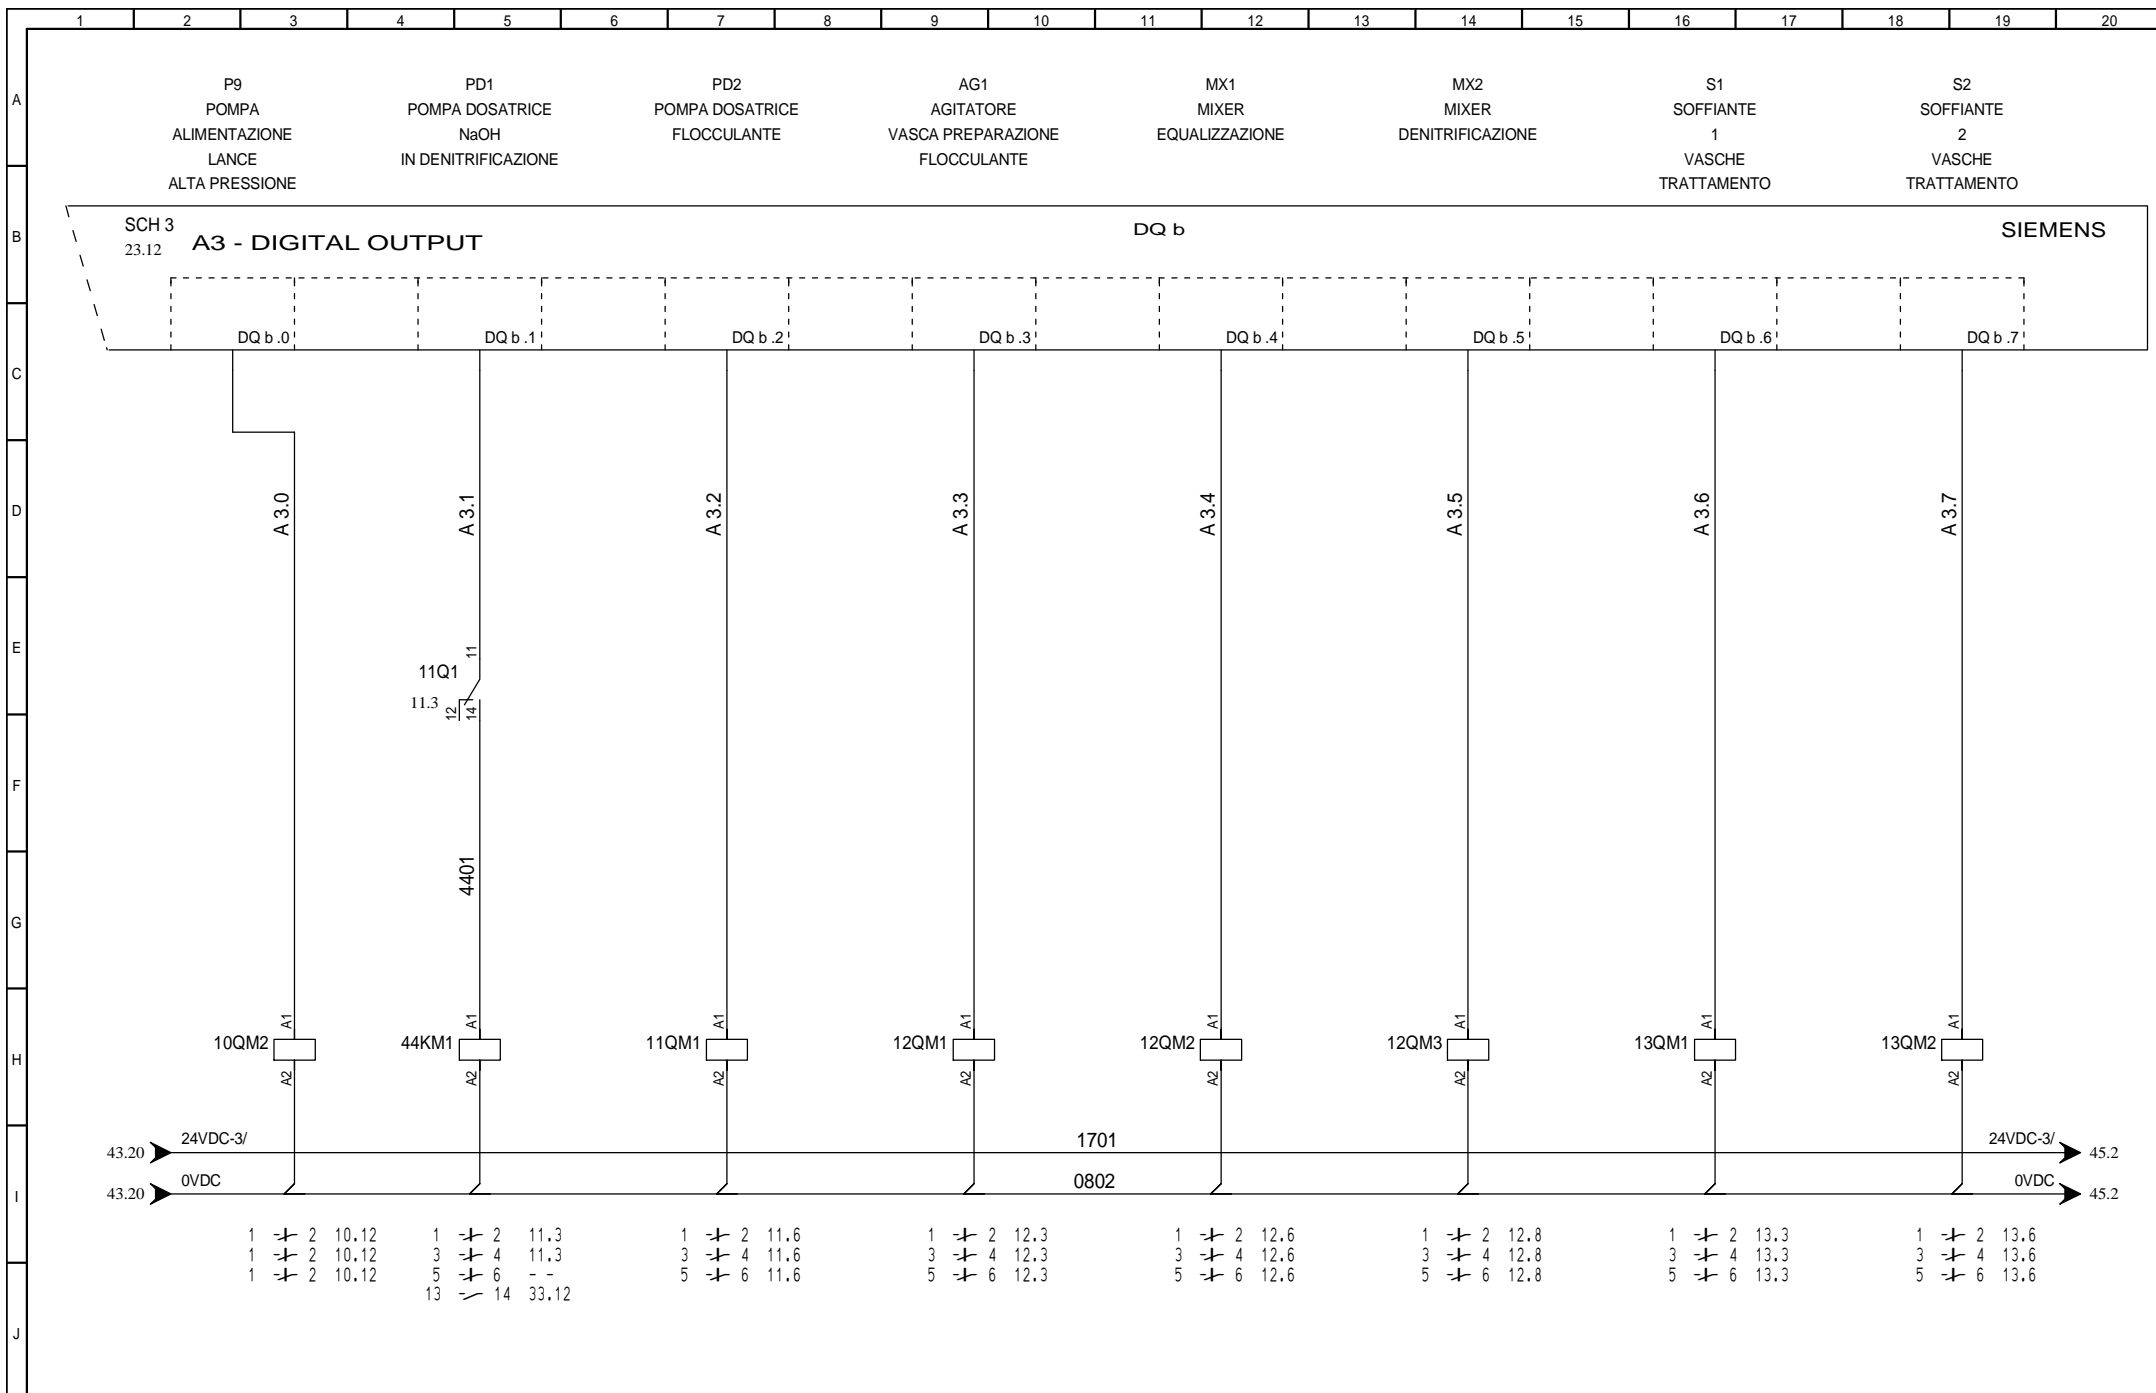 1 2 3 4 5 6 7 8 9 10 11 12 13 14 15 16 17 18 19 20
A
B
C
D
E
F
G
H
I
J
P9
POMPA
ALIMENTAZIONE
LANCE
ALTA PRESSIONE
PD1
POMPA DOSATRICE
NaOH
IN DENITRIFICAZIONE
PD2
POMPA DOSATRICE
FLOCCULANTE
AG1
AGITATORE
VASCA PREPARAZIONE
FLOCCULANTE
MX1
MIXER
EQUALIZZAZIONE
MX2
MIXER
DENITRIFICAZIONE
S1
SOFFIANTE
1
VASCHE
TRATTAMENTO
S2
SOFFIANTE
2
VASCHE
TRATTAMENTO
SCH 3
23.12
A3 - DIGITAL OUTPUT
DQ b
SIEMENS
DQ b .0
DQ b .1
DQ b .2
DQ b .3
DQ b .4
DQ b .5
DQ b .6
DQ b .7
A 3.0
A 3.1
A 3.2
A 3.3
A 3.4
A 3.5
A 3.6
A 3.7
11
11Q1
11.3
12
14
4401
A1
10QM2
A2
A1
44KM1
A2
A1
11QM1
A2
A1
12QM1
A2
A1
12QM2
A2
A1
12QM3
A2
A1
13QM1
A2
A1
13QM2
A2
43.20 24VDC-3/ 1701 24VDC-3/ 45.2
43.20 0VDC 0802 0VDC 45.2
1 2 10.12
1 2 10.12
1 2 10.12
1 2 11.3
3 4 11.3
5 6 - -
13 14 33.12
1 2 11.6
3 4 11.6
5 6 11.6
1 2 12.3
3 4 12.3
5 6 12.3
1 2 12.6
3 4 12.6
5 6 12.6
1 2 12.8
3 4 12.8
5 6 12.8
1 2 13.3
3 4 13.3
5 6 13.3
1 2 13.6
3 4 13.6
5 6 13.6